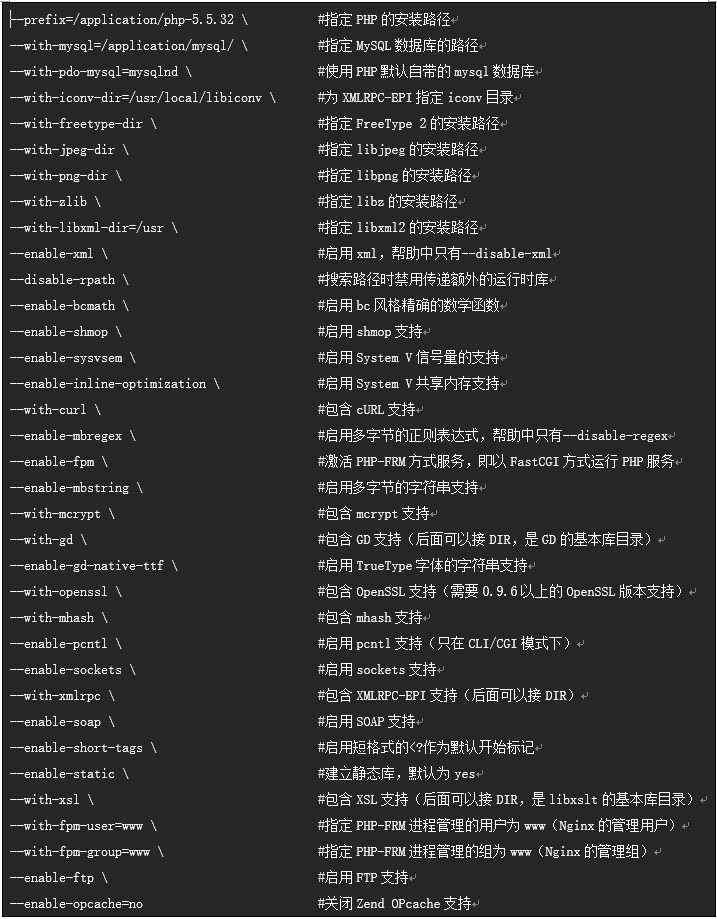 --prefix=/application/php-5.5.32 \ #指定 PHP 的安装路径↵
--with-mysql=/application/mysql/ \ #指定 MySQL 数据库的路径↵
--with-pdo-mysql=mysqlnd \ #使用 PHP 默认自带的 mysql 数据库↵
--with-iconv-dir=/usr/local/libiconv \ #为 XMLRPC-EPI 指定 iconv 目录↵
--with-freetype-dir \ #指定 FreeType 2 的安装路径↵
--with-jpeg-dir \ #指定 libjpeg 的安装路径↵
--with-png-dir \ #指定 libpng 的安装路径↵
--with-zlib \ #指定 libz 的安装路径↵
--with-libxml-dir=/usr \ #指定 libxml2 的安装路径↵
--enable-xml \ #启用 xml，帮助中只有--disable-xml↵
--disable-rpath \ #搜索路径时禁用传递额外的运行时库↵
--enable-bcmath \ #启用 bc 风格精确的数学函数↵
--enable-shmop \ #启用 shmop 支持↵
--enable-sysvsem \ #启用 System V 信号量的支持↵
--enable-inline-optimization \ #启用 System V 共享内存支持↵
--with-curl \ #包含 cURL 支持↵
--enable-mbregex \ #启用多字节的正则表达式，帮助中只有--disable-regex↵
--enable-fpm \ #激活 PHP-FRM 方式服务，即以 FastCGI 方式运行 PHP 服务↵
--enable-mbstring \ #启用多字节的字符串支持↵
--with-mcrypt \ #包含 mcrypt 支持↵
--with-gd \ #包含 GD 支持（后面可以接 DIR，是 GD 的基本库目录）↵
--enable-gd-native-ttf \ #启用 TrueType 字体的字符串支持↵
--with-openssl \ #包含 OpenSSL 支持（需要 0.9.6 以上的 OpenSSL 版本支持）↵
--with-mhash \ #包含 mhash 支持↵
--enable-pcntl \ #启用 pcntl 支持（只在 CLI/CGI 模式下）↵
--enable-sockets \ #启用 sockets 支持↵
--with-xmlrpc \ #包含 XMLRPC-EPI 支持（后面可以接 DIR）↵
--enable-soap \ #启用 SOAP 支持↵
--enable-short-tags \ #启用短格式的<?作为默认开始标记↵
--enable-static \ #建立静态库，默认为 yes↵
--with-xsl \ #包含 XSL 支持（后面可以接 DIR，是 libxslt 的基本库目录）↵
--with-fpm-user=www \ #指定 PHP-FRM 进程管理的用户为 www（Nginx 的管理用户）↵
--with-fpm-group=www \ #指定 PHP-FRM 进程管理的组为 www（Nginx 的管理组）↵
--enable-ftp \ #启用 FTP 支持↵
--enable-opcache=no #关闭 Zend OPcache 支持↵